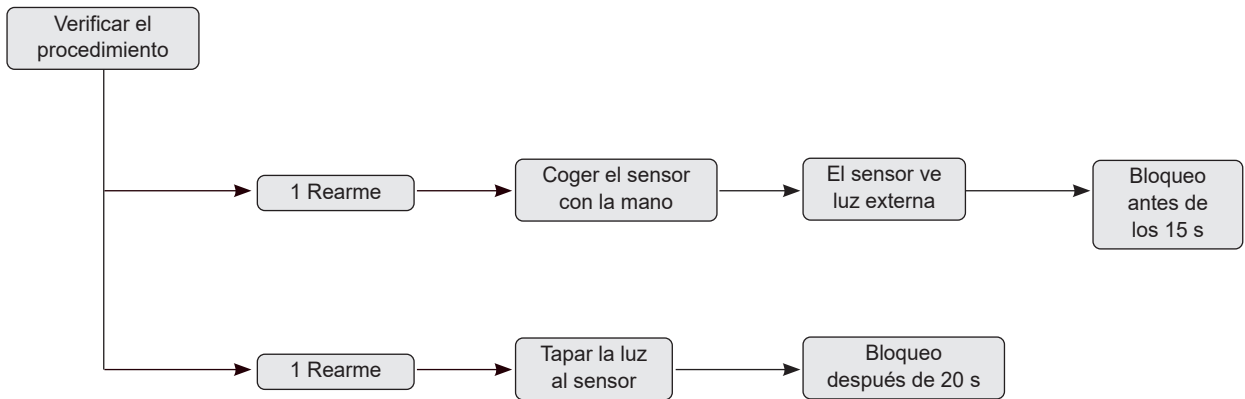 Verificar el
procedimiento
1 Rearme
Coger el sensor
con la mano
El sensor ve
luz externa
Bloqueo
antes de
los 15 s
1 Rearme
Tapar la luz
al sensor
Bloqueo
después de 20 s